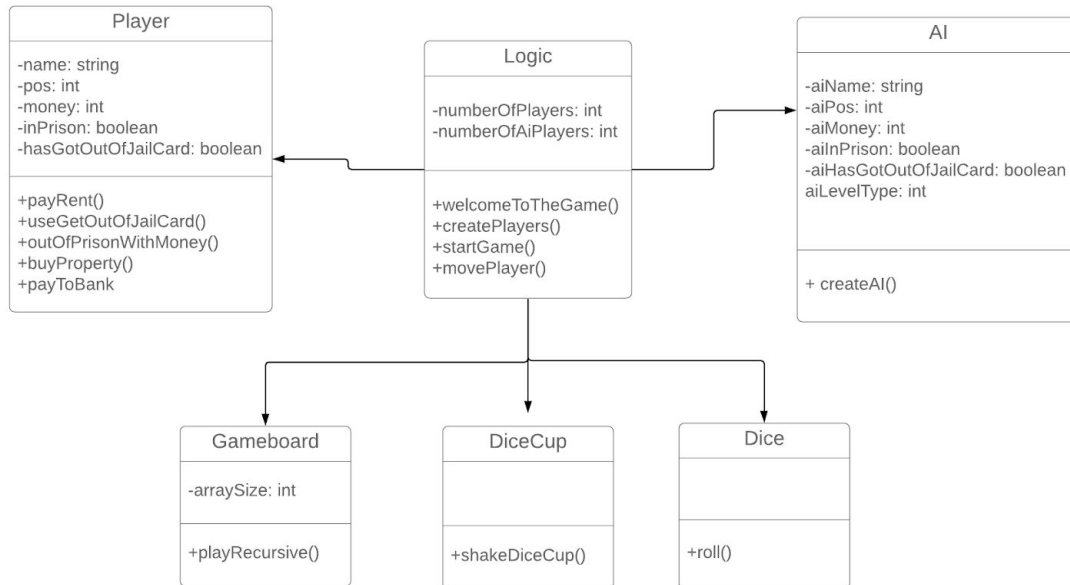 Player
-name: string
-pos: int
-money: int
-inPrison: boolean
-hasGotOutOfJailCard: boolean
+payRent()
+useGetOutOfJailCard()
+outOfPrisonWithMoney()
+buyProperty()
+payToBank
Logic
-numberOfPlayers: int
-numberOfAiPlayers: int
+welcomeToTheGame()
+createPlayers()
+startGame()
+movePlayer()
AI
-aiName: string
-aiPos: int
-aiMoney: int
-aiInPrison: boolean
-aiHasGotOutOfJailCard: boolean
aiLevelType: int
+ createAI()
Gameboard
-arraySize: int
+playRecursive()
DiceCup
+shakeDiceCup()
Dice
+roll()